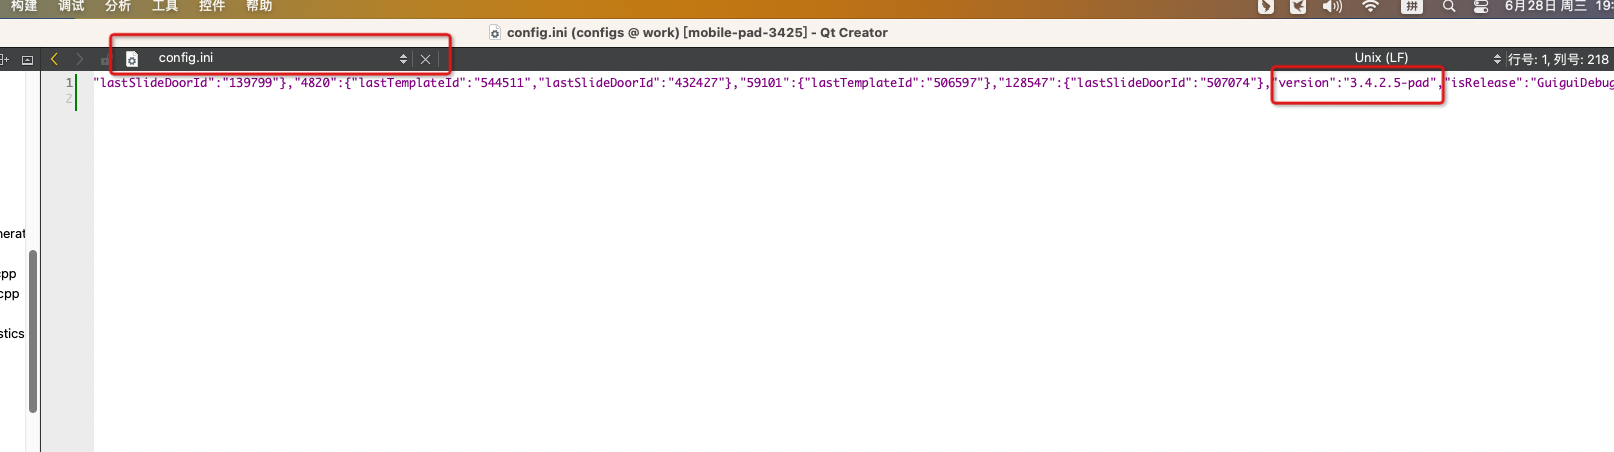 构建 调试 分析 工具 控件 帮助 拼 6月28日 周三 19:
config.ini (configs @ work) [mobile-pad-3425] - Qt Creator
config.ini Unix (LF) 行号: 1, 列号: 218
1 "lastSlideDoorId":"139799"},"4820":{"lastTemplateId":"544511","lastSlideDoorId":"432427"},"59101":{"lastTemplateId":"506597"},"128547":{"lastSlideDoorId":"507074"},"version":"3.4.2.5-pad","isRelease":"GuiguiDebug
2
nerat
cpp
cpp
stics